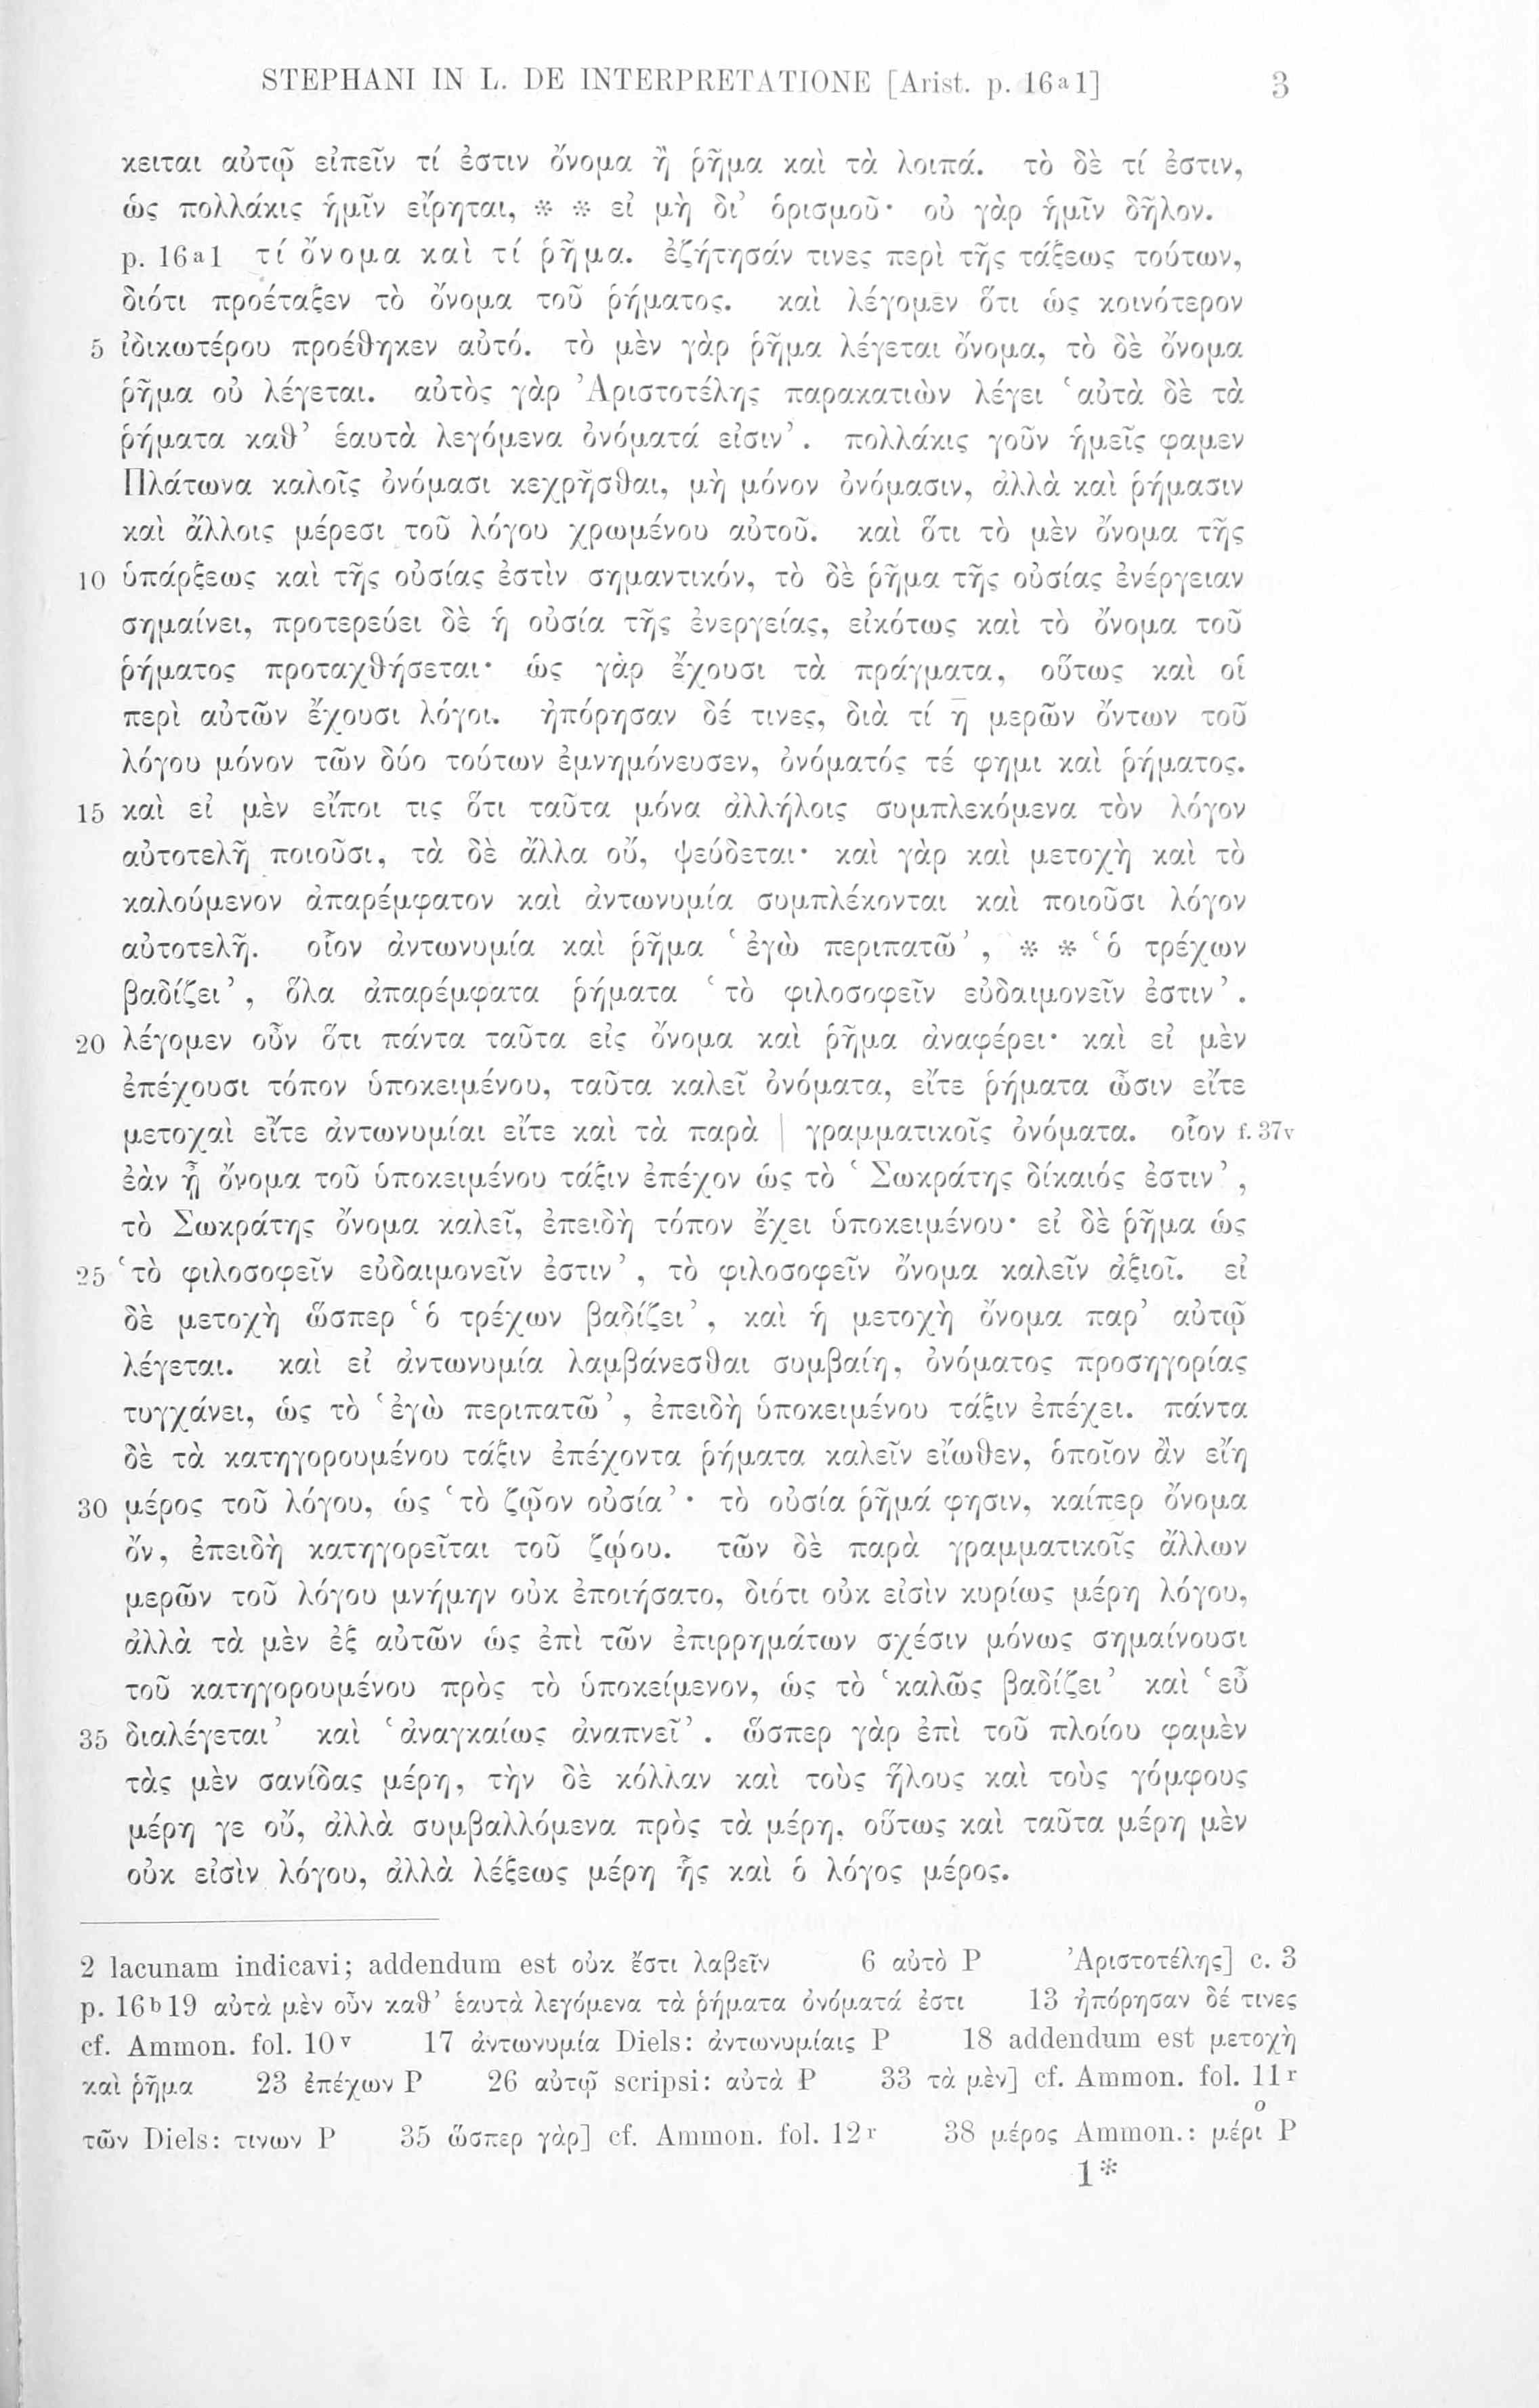 STEPHANI IN L. DE INTERPRETATIONE [Arist. p. 16ᵃ1] 3
κειται αὐτῷ εἰπεῖν τί ἐστιν ὄνομα ἢ ῥῆμα καὶ τὰ λοιπά. τὸ δὲ τί ἐστιν,
ὡς πολλάκις ἡμῖν εἴρηται, * * εἰ μὴ δι’ ὁρισμοῦ· οὐ γὰρ ἡμῖν δῆλον.
p. 16ᵃ1 τί ὄνομα καὶ τί ῥῆμα. ἐζήτησάν τινες περὶ τῆς τάξεως τούτων,
διότι προέταξεν τὸ ὄνομα τοῦ ῥήματος. καὶ λέγομεν ὅτι ὡς κοινότερον
5 ἰδικωτέρου προέθηκεν αὐτό. τὸ μὲν γὰρ ῥῆμα λέγεται ὄνομα, τὸ δὲ ὄνομα
ῥῆμα οὐ λέγεται. αὐτὸς γὰρ Ἀριστοτέλης παρακατιὼν λέγει ‘αὐτὰ δὲ τὰ
ῥήματα καθ’ ἑαυτὰ λεγόμενα ὀνόματά εἰσιν’. πολλάκις γοῦν ἡμεῖς φαμεν
Πλάτωνα καλοῖς ὀνόμασι κεχρῆσθαι, μὴ μόνον ὀνόμασιν, ἀλλὰ καὶ ῥήμασιν
καὶ ἄλλοις μέρεσι τοῦ λόγου χρωμένου αὐτοῦ. καὶ ὅτι τὸ μὲν ὄνομα τῆς
10 ὑπάρξεως καὶ τῆς οὐσίας ἐστὶν σημαντικόν, τὸ δὲ ῥῆμα τῆς οὐσίας ἐνέργειαν
σημαίνει, προτερεύει δὲ ἡ οὐσία τῆς ἐνεργείας, εἰκότως καὶ τὸ ὄνομα τοῦ
ῥήματος προταχθήσεται· ὡς γὰρ ἔχουσι τὰ πράγματα, οὕτως καὶ οἱ
περὶ αὐτῶν ἔχουσι λόγοι. ἠπόρησαν δέ τινες, διὰ τί η̄ μερῶν ὄντων τοῦ
λόγου μόνον τῶν δύο τούτων ἐμνημόνευσεν, ὀνόματός τέ φημι καὶ ῥήματος.
15 καὶ εἰ μὲν εἴποι τις ὅτι ταῦτα μόνα ἀλλήλοις συμπλεκόμενα τὸν λόγον
αὐτοτελῆ ποιοῦσι, τὰ δὲ ἄλλα οὔ, ψεύδεται· καὶ γὰρ καὶ μετοχὴ καὶ τὸ
καλούμενον ἀπαρέμφατον καὶ ἀντωνυμία συμπλέκονται καὶ ποιοῦσι λόγον
αὐτοτελῆ. οἷον ἀντωνυμία καὶ ῥῆμα ‘ἐγὼ περιπατῶ’, * * ‘ὁ τρέχων
βαδίζει’, ὅλα ἀπαρέμφατα ῥήματα ‘τὸ φιλοσοφεῖν εὐδαιμονεῖν ἐστιν’.
20 λέγομεν οὖν ὅτι πάντα ταῦτα εἰς ὄνομα καὶ ῥῆμα ἀναφέρει· καὶ εἰ μὲν
ἐπέχουσι τόπον ὑποκειμένου, ταῦτα καλεῖ ὀνόματα, εἴτε ῥήματα ὦσιν εἴτε
μετοχαὶ εἴτε ἀντωνυμίαι εἴτε καὶ τὰ παρὰ | γραμματικοῖς ὀνόματα. οἷον f. 37v
ἐὰν ᾖ ὄνομα τοῦ ὑποκειμένου τάξιν ἐπέχον ὡς τὸ ‘Σωκράτης δίκαιός ἐστιν’,
τὸ Σωκράτης ὄνομα καλεῖ, ἐπειδὴ τόπον ἔχει ὑποκειμένου· εἰ δὲ ῥῆμα ὡς
25 ‘τὸ φιλοσοφεῖν εὐδαιμονεῖν ἐστιν’, τὸ φιλοσοφεῖν ὄνομα καλεῖν ἀξιοῖ. εἰ
δὲ μετοχὴ ὥσπερ ‘ὁ τρέχων βαδίζει’, καὶ ἡ μετοχὴ ὄνομα παρ’ αὐτῷ
λέγεται. καὶ εἰ ἀντωνυμία λαμβάνεσθαι συμβαίη, ὀνόματος προσηγορίας
τυγχάνει, ὡς τὸ ‘ἐγὼ περιπατῶ’, ἐπειδὴ ὑποκειμένου τάξιν ἐπέχει. πάντα
δὲ τὰ κατηγορουμένου τάξιν ἐπέχοντα ῥήματα καλεῖν εἴωθεν, ὁποῖον ἂν εἴη
30 μέρος τοῦ λόγου, ὡς ‘τὸ ζῷον οὐσία’· τὸ οὐσία ῥῆμά φησιν, καίπερ ὄνομα
ὄν, ἐπειδὴ κατηγορεῖται τοῦ ζῴου. τῶν δὲ παρὰ γραμματικοῖς ἄλλων
μερῶν τοῦ λόγου μνήμην οὐκ ἐποιήσατο, διότι οὐκ εἰσὶν κυρίως μέρη λόγου,
ἀλλὰ τὰ μὲν ἐξ αὐτῶν ὡς ἐπὶ τῶν ἐπιρρημάτων σχέσιν μόνως σημαίνουσι
τοῦ κατηγορουμένου πρὸς τὸ ὑποκείμενον, ὡς τὸ ‘καλῶς βαδίζει’ καὶ ‘εὖ
35 διαλέγεται’ καὶ ‘ἀναγκαίως ἀναπνεῖ’. ὥσπερ γὰρ ἐπὶ τοῦ πλοίου φαμὲν
τὰς μὲν σανίδας μέρη, τὴν δὲ κόλλαν καὶ τοὺς ἥλους καὶ τοὺς γόμφους
μέρη γε οὔ, ἀλλὰ συμβαλλόμενα πρὸς τὰ μέρη, οὕτως καὶ ταῦτα μέρη μὲν
οὐκ εἰσὶν λόγου, ἀλλὰ λέξεως μέρη ἧς καὶ ὁ λόγος μέρος.
2 lacunam indicavi; addendum est οὐκ ἔστι λαβεῖν 6 αὐτὸ P Ἀριστοτέλης] c. 3
p. 16ᵇ19 αὐτὰ μὲν οὖν καθ’ ἑαυτὰ λεγόμενα τὰ ῥήματα ὀνόματά ἐστι 13 ἠπόρησαν δέ τινες
cf. Ammon. fol. 10ᵛ 17 ἀντωνυμία Diels: ἀντωνυμίαις P 18 addendum est μετοχὴ
καὶ ῥῆμα 23 ἐπέχων P 26 αὐτῷ scripsi: αὐτὰ P 33 τὰ μὲν] cf. Ammon. fol. 11ʳ
τῶν Diels: τινων P 35 ὥσπερ γὰρ] cf. Ammon. fol. 12ʳ 38 μέρος Ammon.: μέριº P
1*